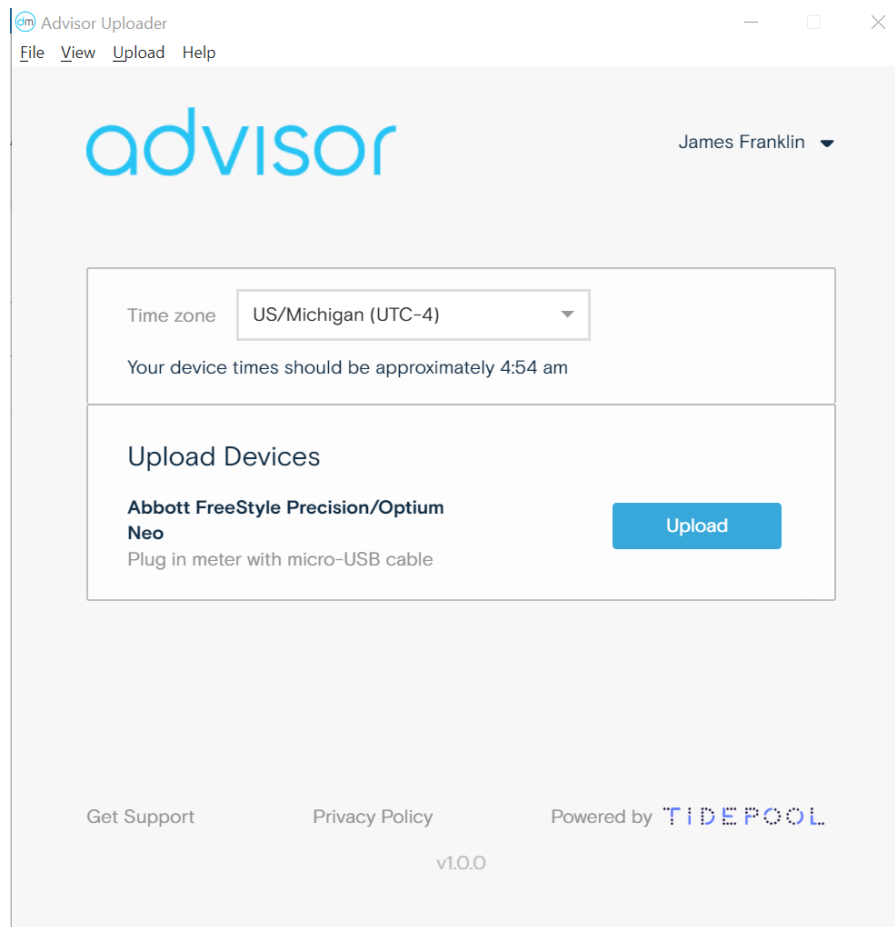 dm Advisor Uploader
File View Upload Help
advisor
James Franklin
Time zone US/Michigan (UTC-4)
Your device times should be approximately 4:54 am
Upload Devices
Abbott FreeStyle Precision/Optium
Neo
Plug in meter with micro-USB cable
Upload
Get Support Privacy Policy Powered by TIDEPOOL
v1.0.0